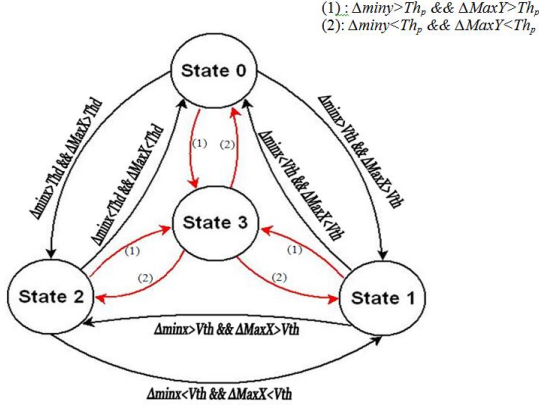 (1) : Δminy>Thp && ΔMaxY>Thp
(2): Δminy<Thp && ΔMaxY<Thp
State 0
Δminx>Thd && ΔMaxX>Thd
Δminx<Thd && ΔMaxX<Thd
(1)
(2)
Δminx<Vth && ΔMaxX<Vth
Δminx>Vth && ΔMaxX>Vth
State 3
(1)
(2)
(1)
(2)
State 2
State 1
Δminx>Vth && ΔMaxX>Vth
Δminx<Vth && ΔMaxX<Vth